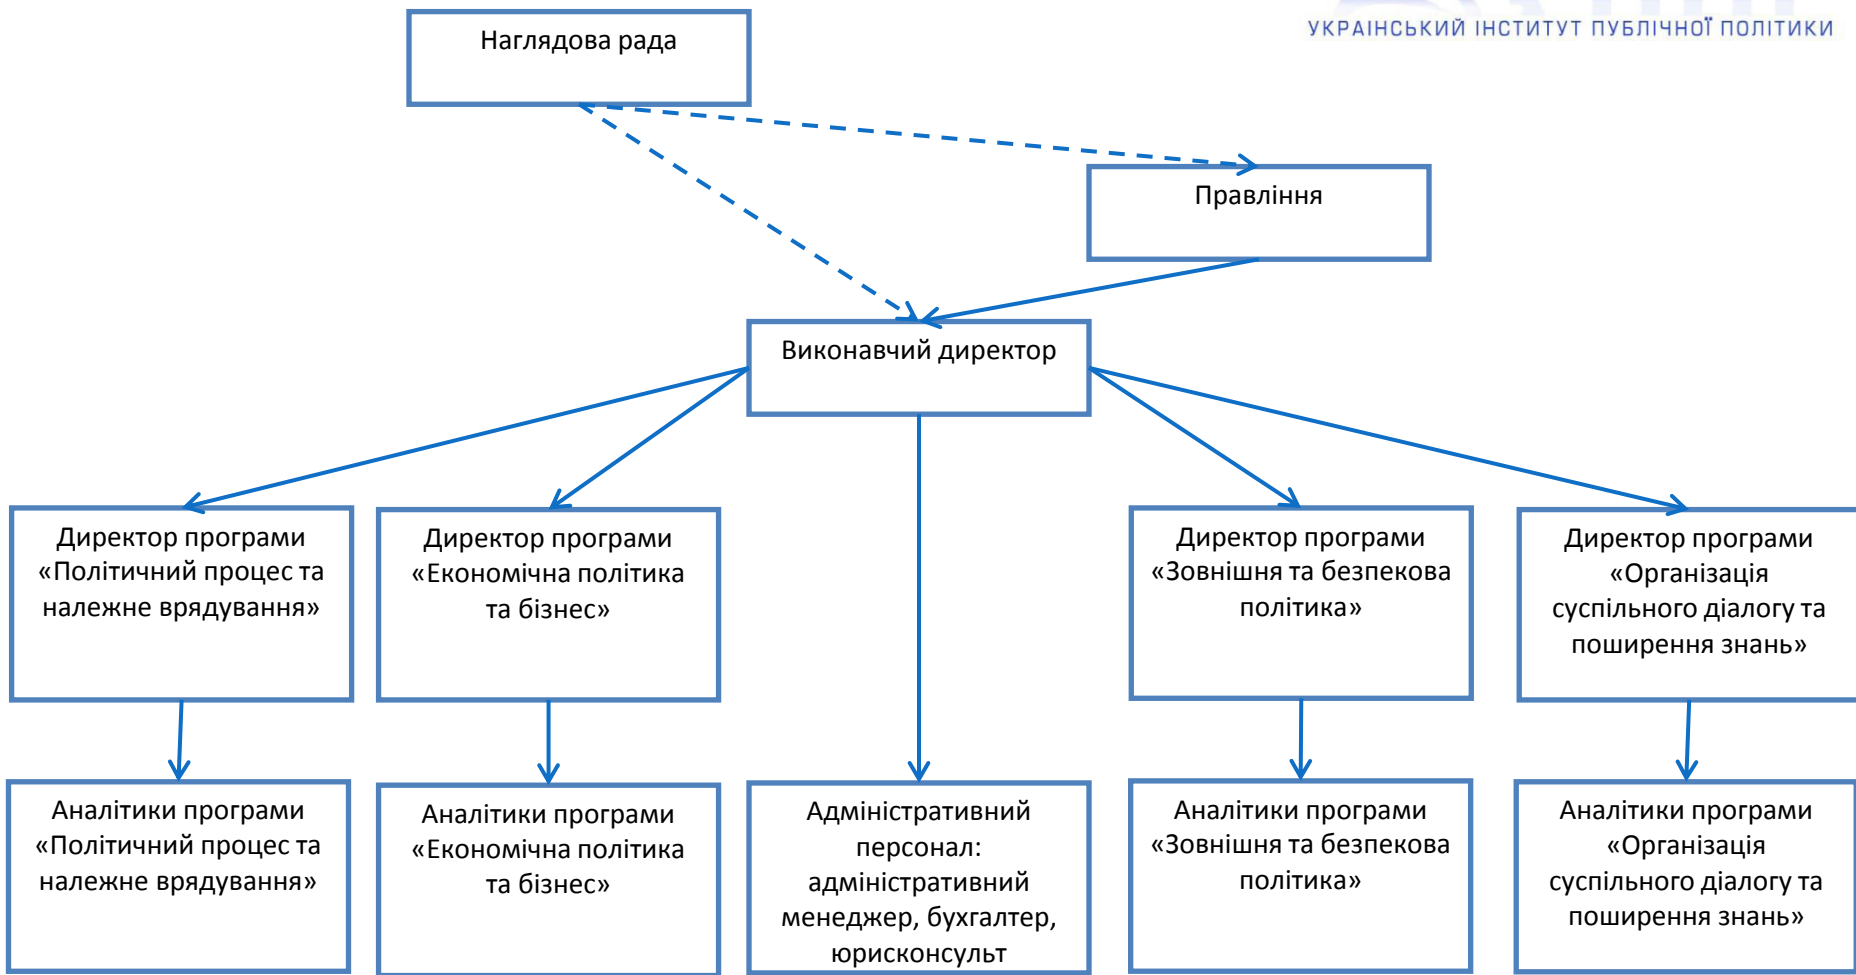 УКРАЇНСЬКИЙ ІНСТИТУТ ПУБЛІЧНОЇ ПОЛІТИКИ
Наглядова рада
Правління
Виконавчий директор
Директор програми
«Політичний процес та
належне врядування»
Директор програми
«Економічна політика
та бізнес»
Директор програми
«Зовнішня та безпекова
політика»
Директор програми
«Організація
суспільного діалогу та
поширення знань»
Аналітики програми
«Політичний процес та
належне врядування»
Аналітики програми
«Економічна політика
та бізнес»
Адміністративний
персонал:
адміністративний
менеджер, бухгалтер,
юрисконсульт
Аналітики програми
«Зовнішня та безпекова
політика»
Аналітики програми
«Організація
суспільного діалогу та
поширення знань»